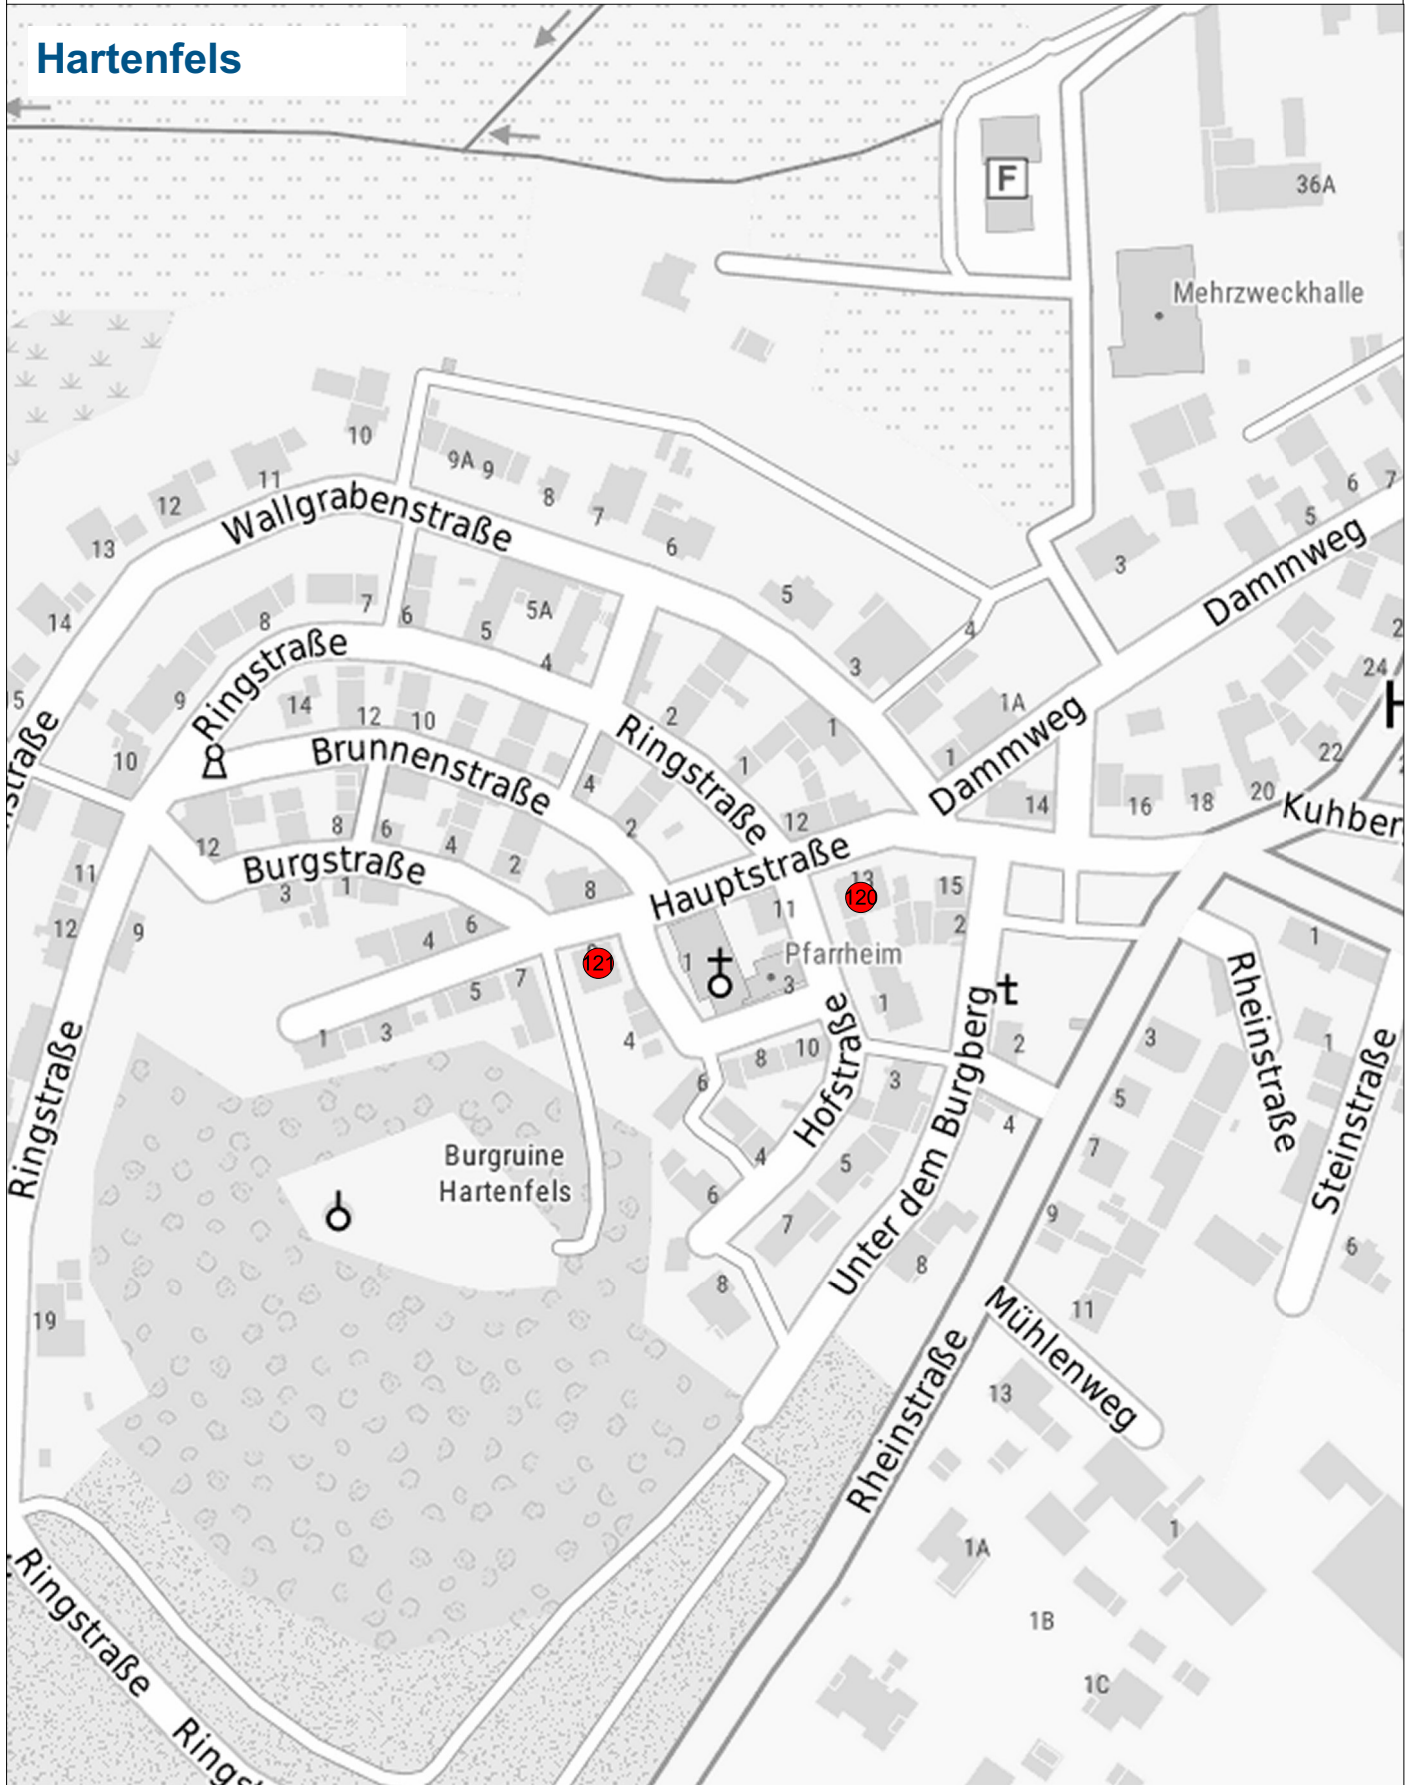 Hartenfels
F
36A
Mehrzweckhalle
10
9A
9
11
8
12
7
Wallgrabenstraße
6
13
6
7
5
3
Dammweg
5
14
7
6
5A
8
5
4
4
Ringstraße
3
24
9
14
12
10
2
1
1A
Ringstraße
10
Brunnenstraße
1
1
Dammweg
22
4
14
16
18
20
Kuhber
2
12
8
6
4
12
Burgstraße
2
Hauptstraße
11
3
1
8
13
120
15
11
2
12
9
4
6
1
121
1
Pfarrheim
3
5
7
1
Rheinstraße
1
3
4
8
10
2
3
1
6
3
Hofstraße
5
4
Unter dem Burgberg
Steinstraße
Ringstraße
Burgruine
Hartenfels
4
5
7
6
7
9
8
6
8
11
Mühlenweg
19
13
Rheinstraße
1
1A
Ringstraße
1B
1C